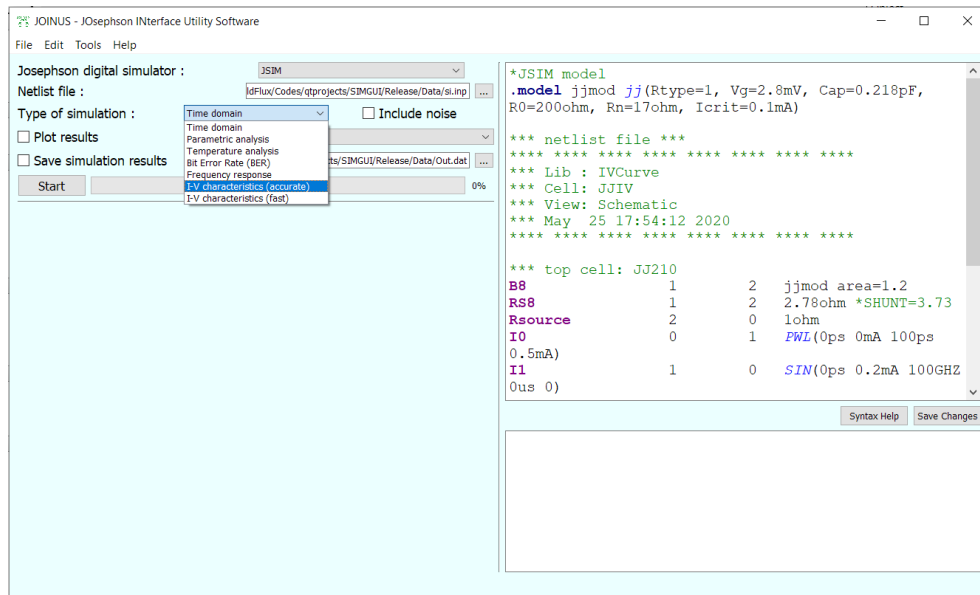 JOINUS - JOsephson INterface Utility Software
File Edit Tools Help
Josephson digital simulator : JSIM
Netlist file : ldFlux/Codes/qtprojects/SIMGUI/Release/Data/si.inp ...
Type of simulation : Time domain Include noise
Time domain
Parametric analysis
Temperature analysis
Bit Error Rate (BER)
Frequency response
I-V characteristics (accurate)
I-V characteristics (fast)
Plot results
Save simulation results ts/SIMGUI/Release/Data/Out.dat ...
Start 0%
*JSIM model
.model jjmod jj(Rtype=1, Vg=2.8mV, Cap=0.218pF,
R0=200ohm, Rn=17ohm, Icrit=0.1mA)
*** netlist file ***
**** **** **** **** **** **** **** ****
*** Lib : IVCurve
*** Cell: JJIV
*** View: Schematic
*** May 25 17:54:12 2020
**** **** **** **** **** **** **** ****
*** top cell: JJ210
B8 1 2 jjmod area=1.2
RS8 1 2 2.78ohm *SHUNT=3.73
Rsource 2 0 1ohm
I0 0 1 PWL(0ps 0mA 100ps
0.5mA)
I1 1 0 SIN(0ps 0.2mA 100GHZ
0us 0)
Syntax Help Save Changes